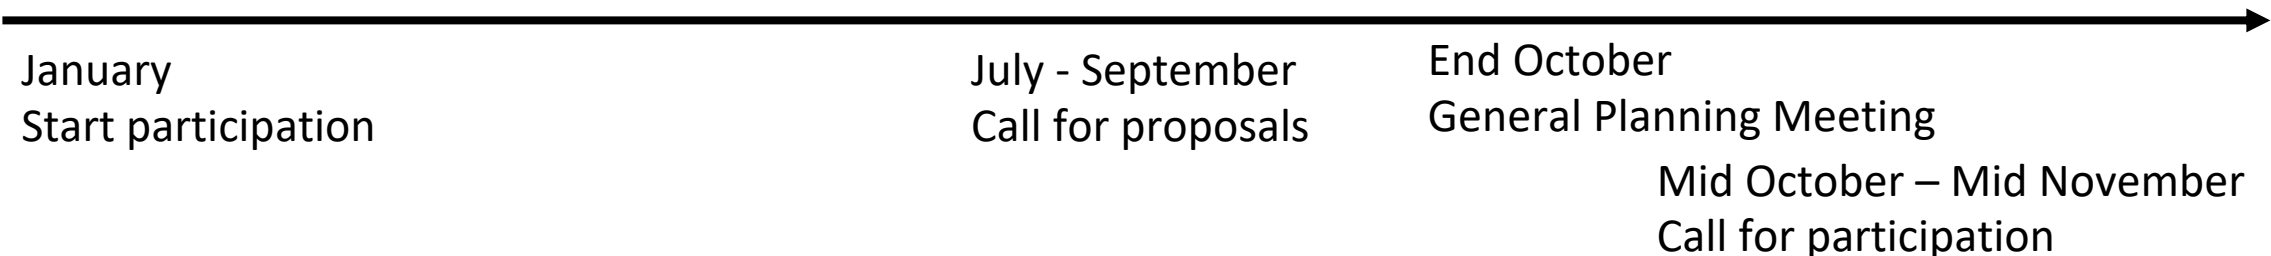 January
Start participation
July - September
Call for proposals
End October
General Planning Meeting
Mid October – Mid November
Call for participation